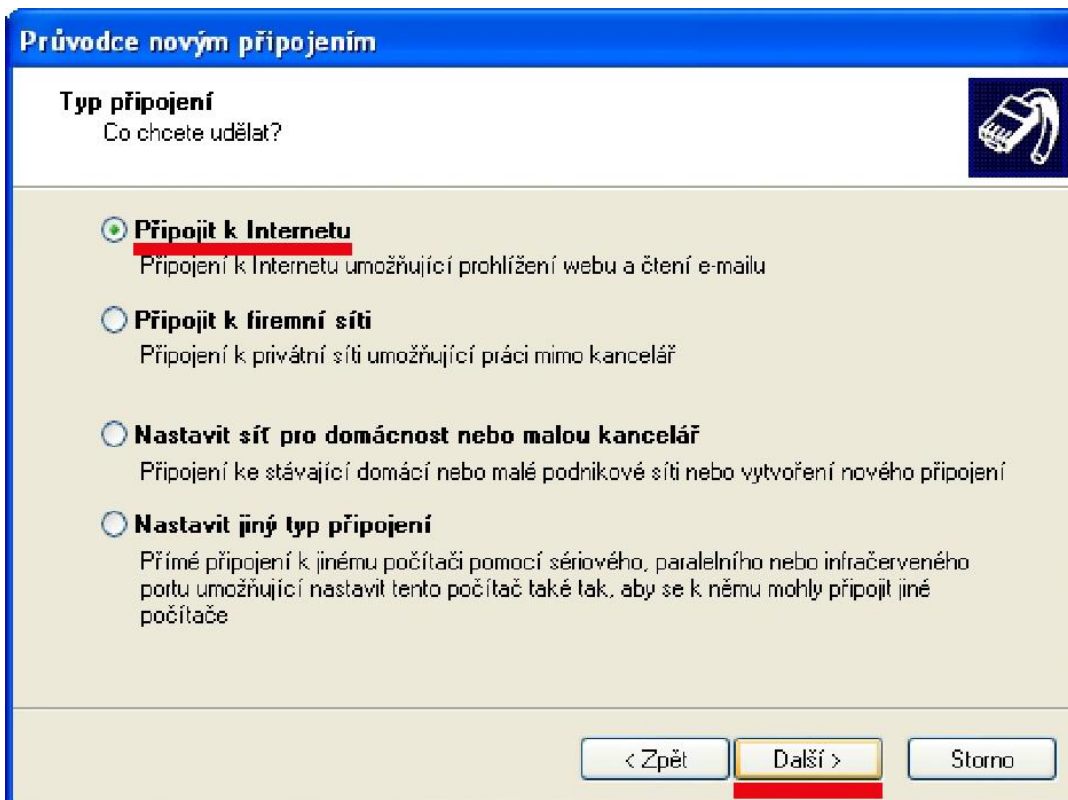 Průvodce novým připojením
Typ připojení
Co chcete udělat?
Připojit k Internetu
Připojení k Internetu umožňující prohlížení webu a čtení e-mailu
Připojit k firemní síti
Připojení k privátní síti umožňující práci mimo kancelář
Nastavit síť pro domácnost nebo malou kancelář
Připojení ke stávající domácí nebo malé podnikové síti nebo vytvoření nového připojení
Nastavit jiný typ připojení
Přímé připojení k jinému počítači pomocí sériového, paralelního nebo infračerveného
portu umožňující nastavit tento počítač také tak, aby se k němu mohly připojit jiné
počítače
< Zpět
Další >
Storno